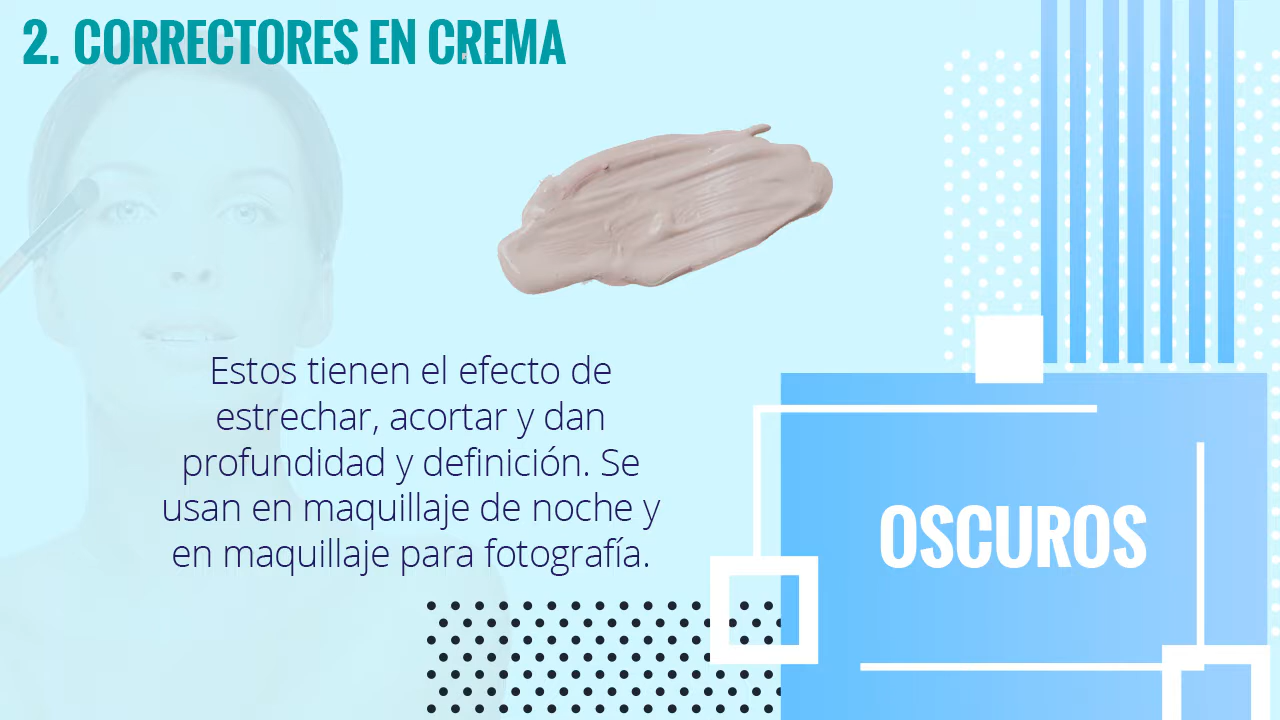 2. CORRECTORES EN CREMA
Estos tienen el efecto de
estrechar, acortar y dan
profundidad y definición. Se
usan en maquillaje de noche y
en maquillaje para fotografía.
OSCUROS